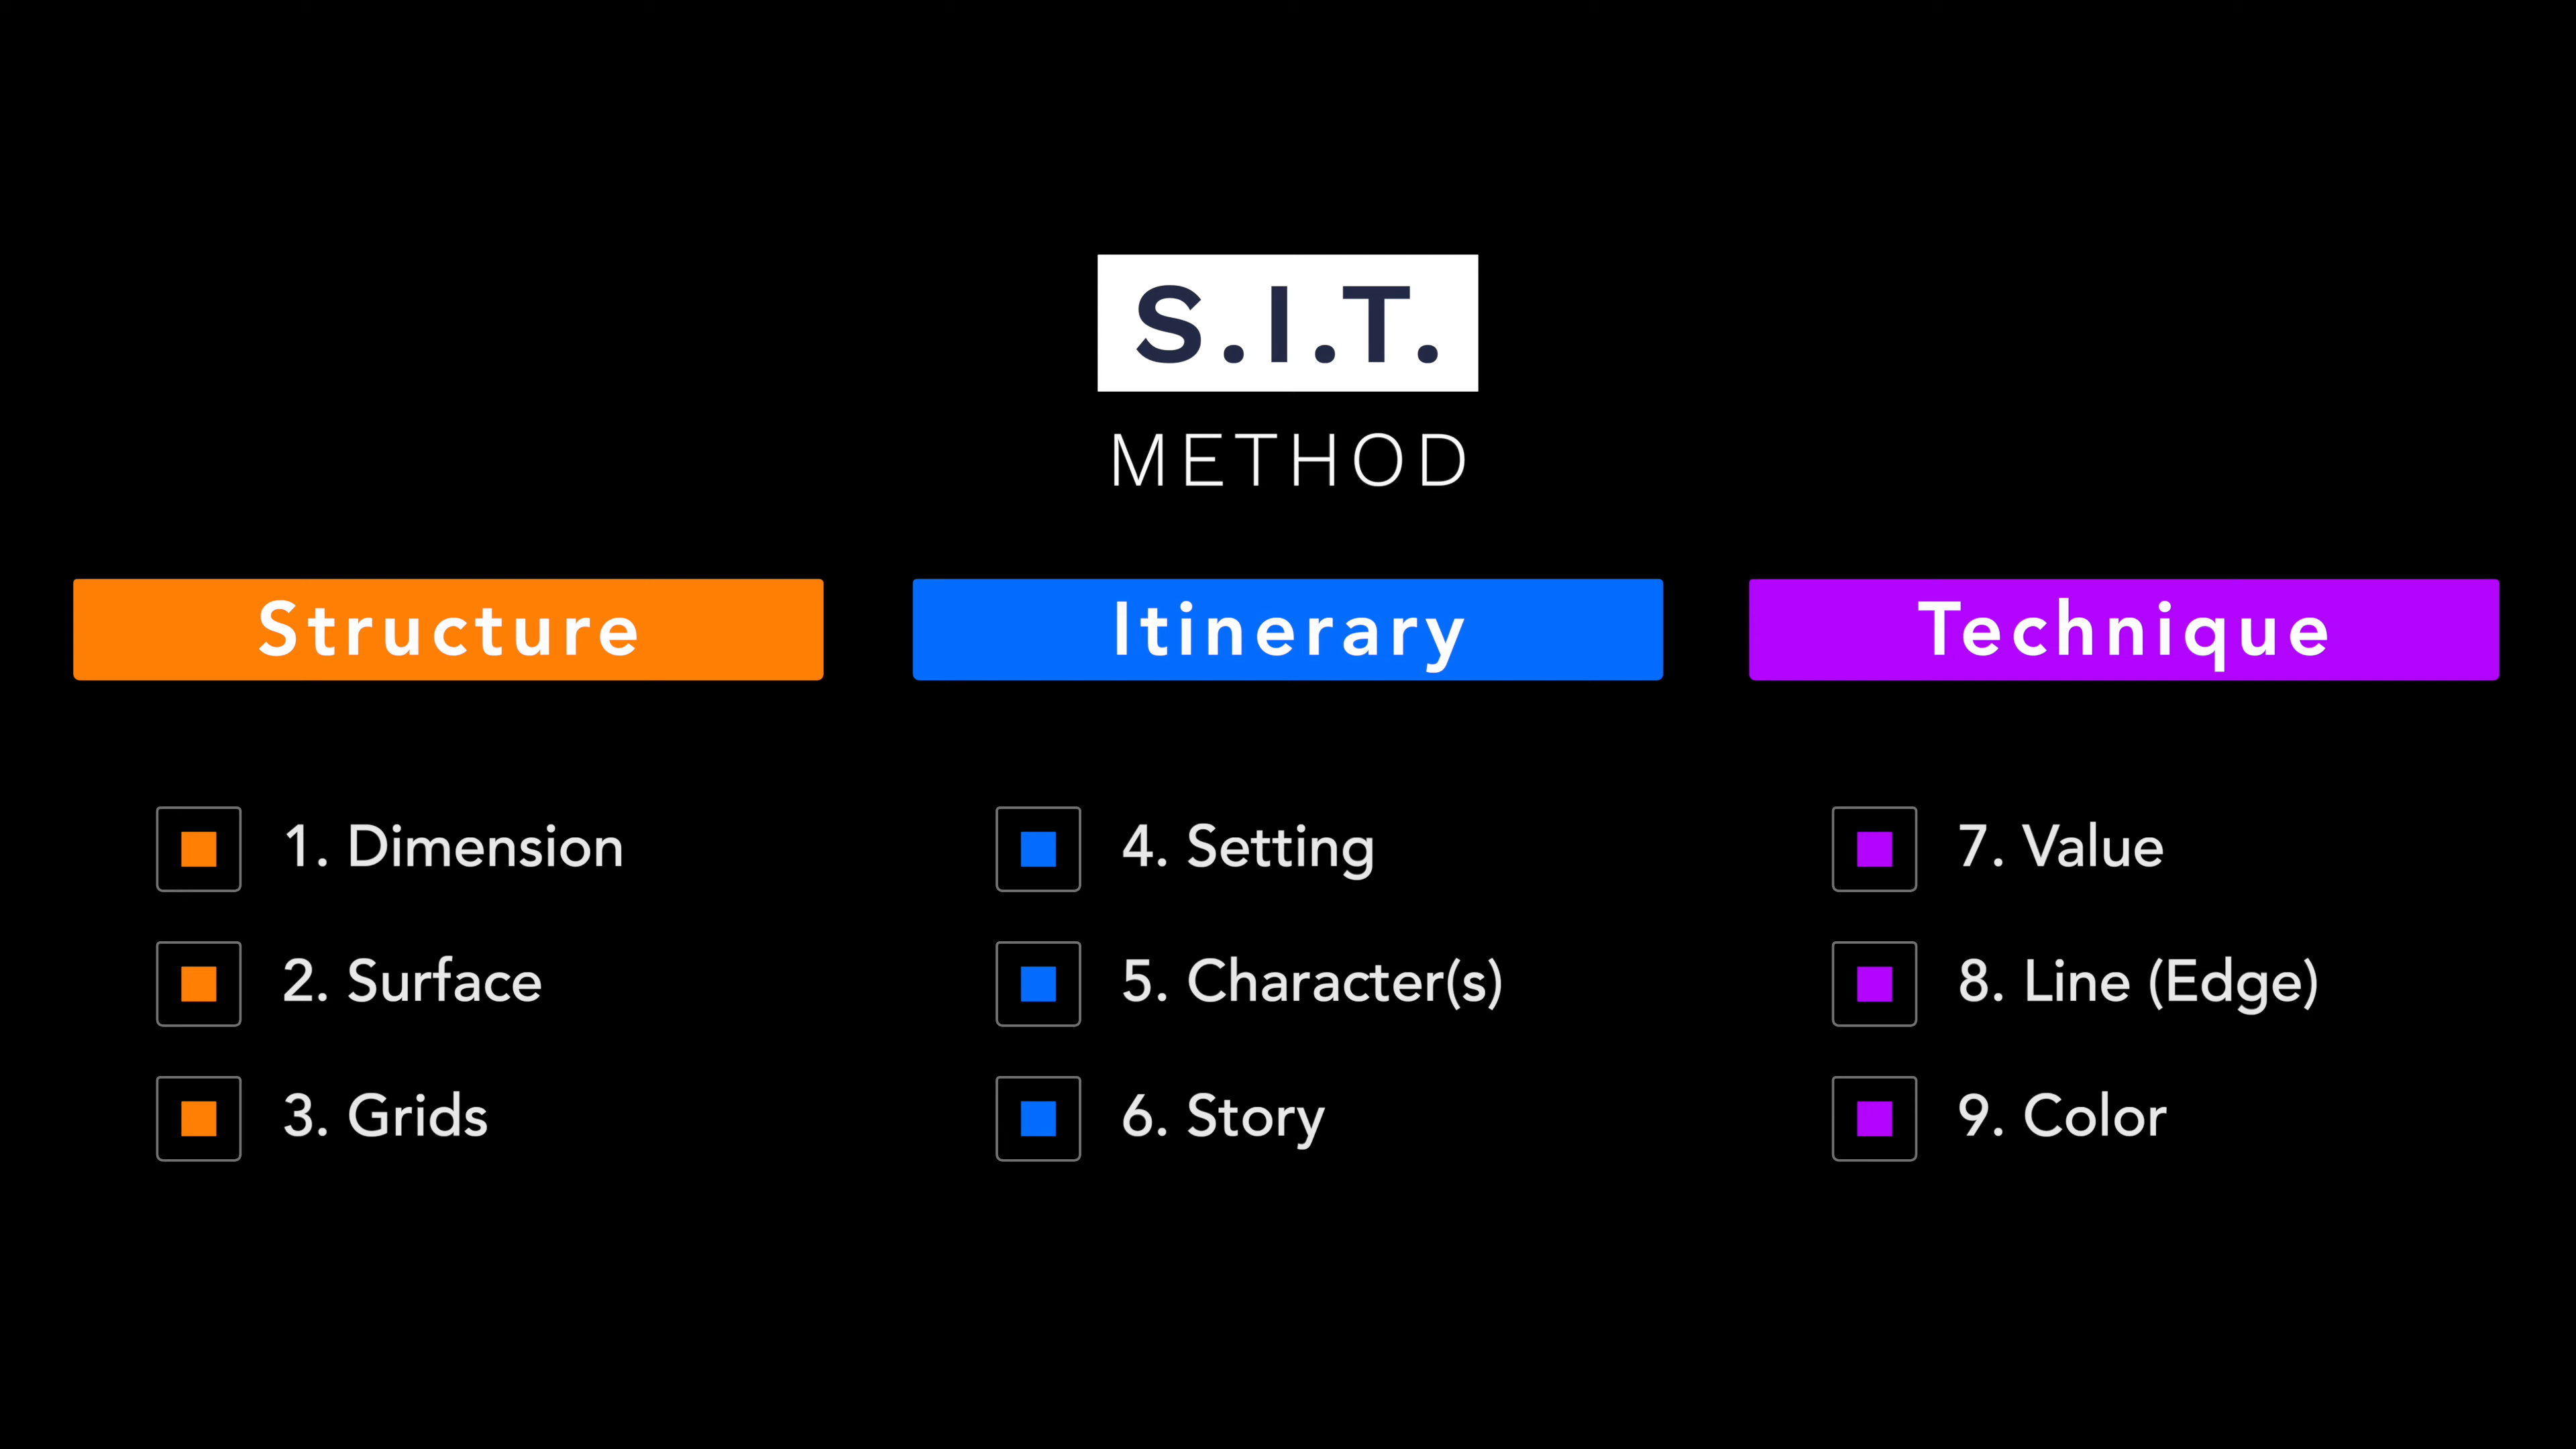 S.I.T.
METHOD
Structure
1. Dimension
2. Surface
3. Grids
Itinerary
4. Setting
5. Character(s)
6. Story
Technique
7. Value
8. Line (Edge)
9. Color